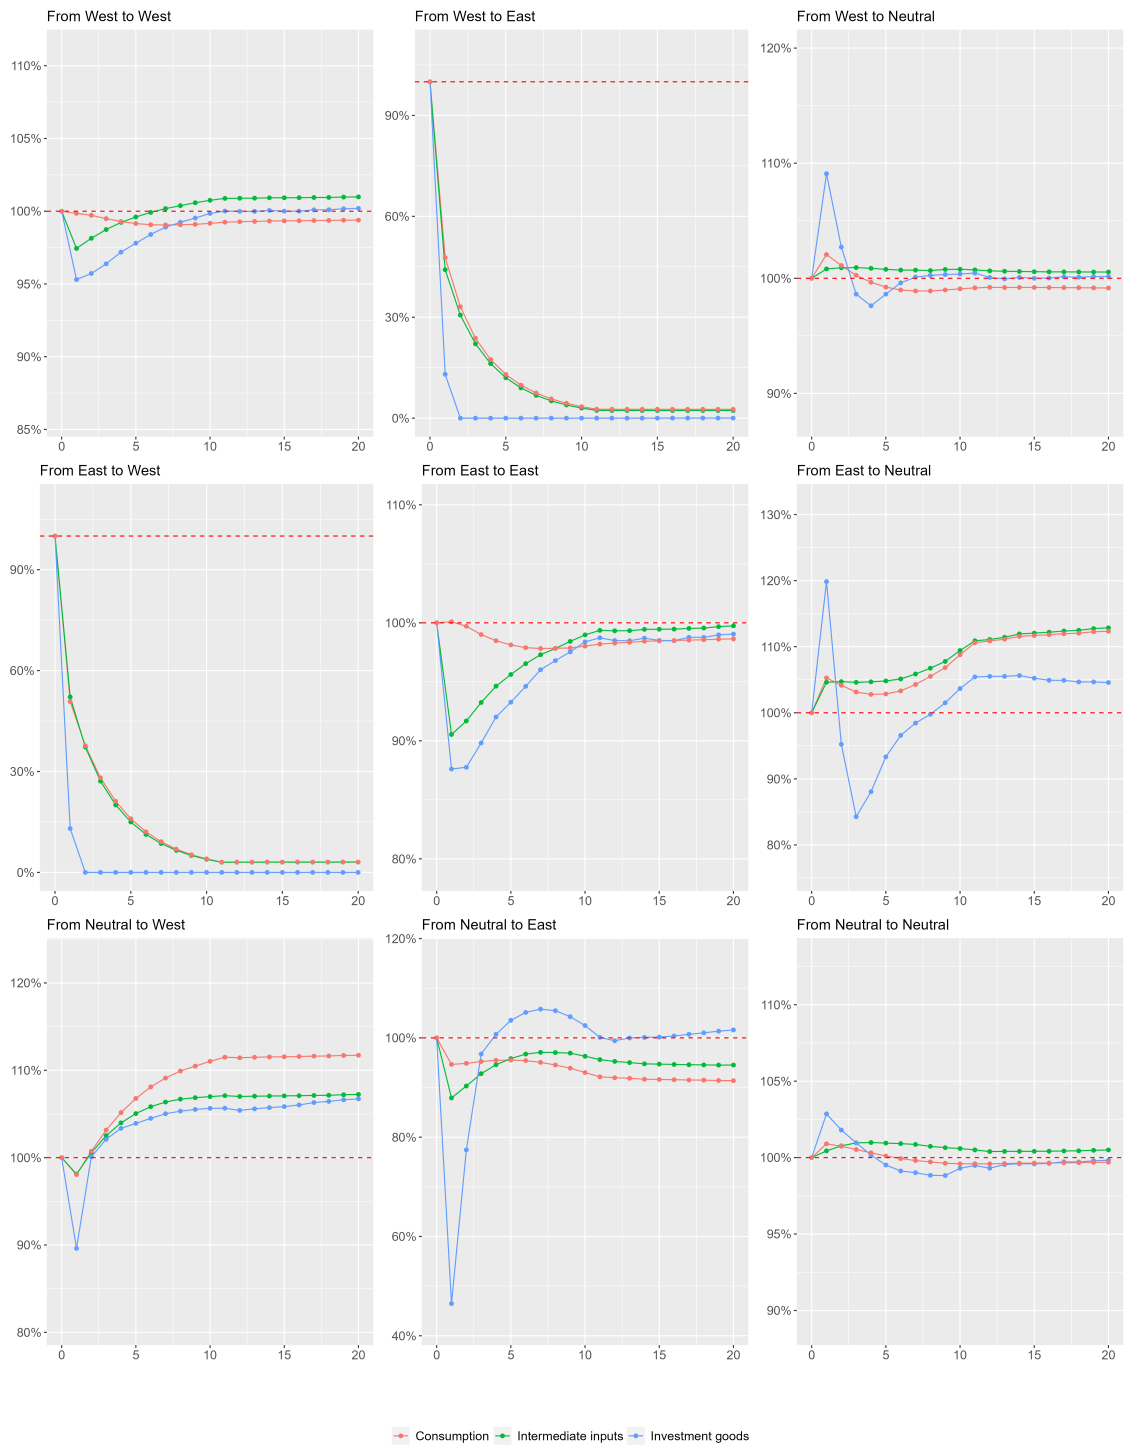 From West to West
110%
105%
100%
95%
90%
85%
0 5 10 15 20
From West to East
90%
60%
30%
0%
0 5 10 15 20
From West to Neutral
120%
110%
100%
90%
0 5 10 15 20
From East to West
90%
60%
30%
0%
0 5 10 15 20
From East to East
110%
100%
90%
80%
0 5 10 15 20
From East to Neutral
130%
120%
110%
100%
90%
80%
0 5 10 15 20
From Neutral to West
120%
110%
100%
90%
80%
0 5 10 15 20
From Neutral to East
120%
100%
80%
60%
40%
0 5 10 15 20
From Neutral to Neutral
110%
105%
100%
95%
90%
0 5 10 15 20
Consumption Intermediate inputs Investment goods